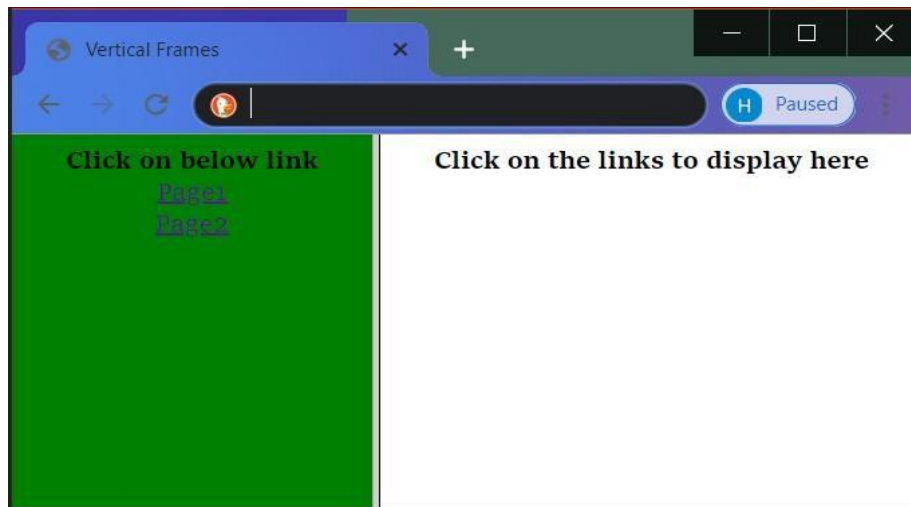 Vertical Frames
H Paused
Click on below link
Page1
Page2
Click on the links to display here